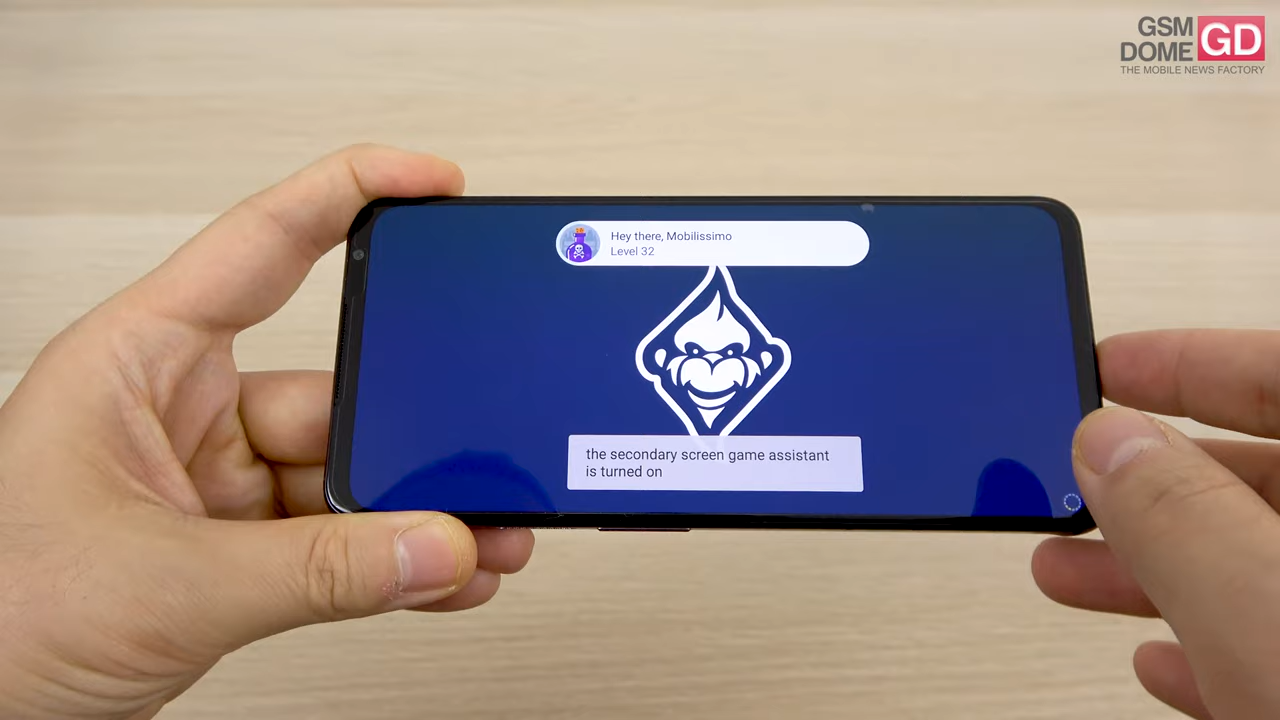 GSM
DOME GD
THE MOBILE NEWS FACTORY
Hey there, Mobilissimo
Level 32
the secondary screen game assistant
is turned on